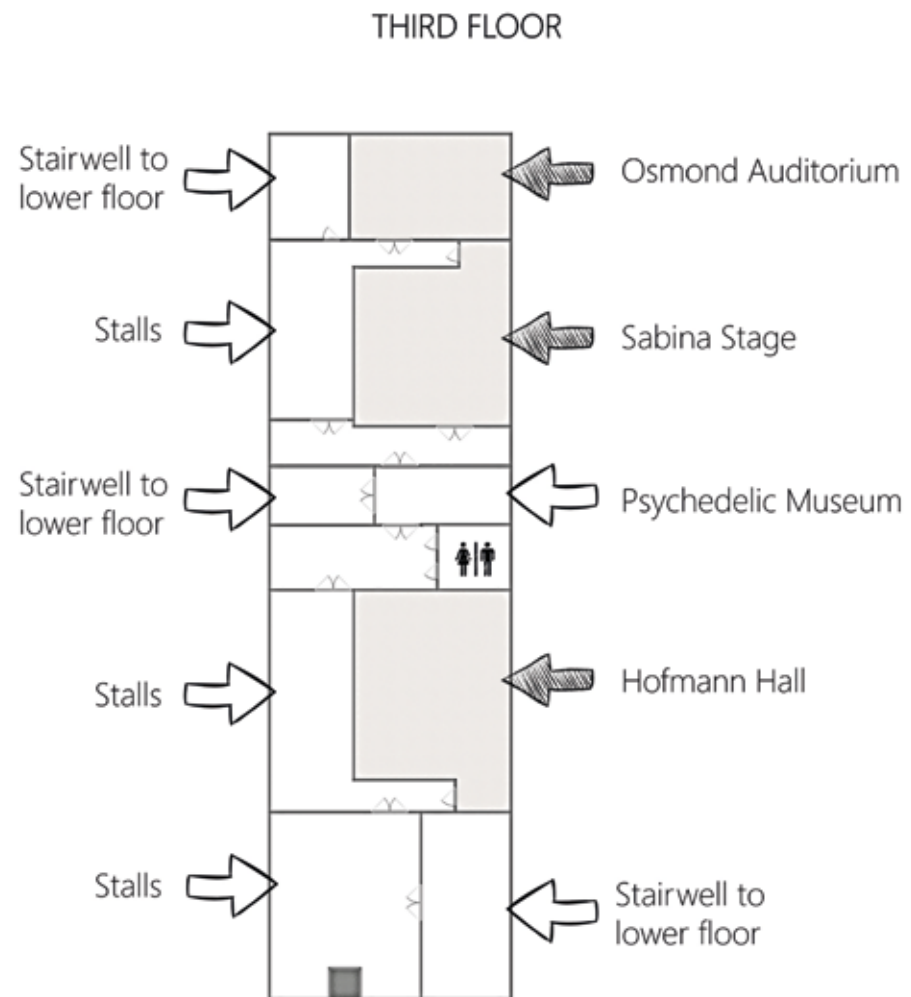 THIRD FLOOR
Stairwell to
lower floor
Osmond Auditorium
Stalls
Sabina Stage
Stairwell to
lower floor
Psychedelic Museum
Stalls
Hofmann Hall
Stalls
Stairwell to
lower floor